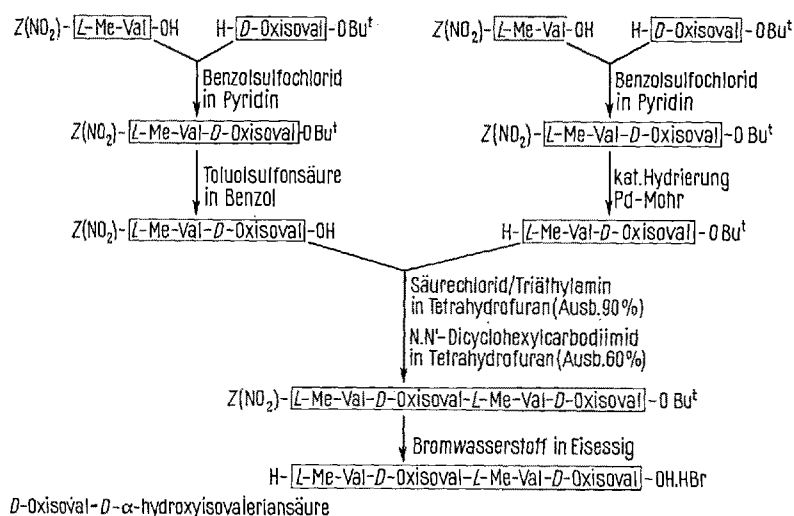 Z(NO₂)-L-Me-Val-OH H-D-Oxisoval-OBuᵗ Z(NO₂)-L-Me-Val-OH H-D-Oxisoval-OBuᵗ
Benzolsulfochlorid Benzolsulfochlorid
in Pyridin in Pyridin
Z(NO₂)-L-Me-Val-D-Oxisoval-OBuᵗ Z(NO₂)-L-Me-Val-D-Oxisoval-OBuᵗ
Toluolsulfonsäure kat.Hydrierung
in Benzol Pd-Mohr
Z(NO₂)-L-Me-Val-D-Oxisoval-OH H-L-Me-Val-D-Oxisoval-OBuᵗ
Säurechlorid/Triäthylamin
in Tetrahydrofuran (Ausb.90%)
N.N'-Dicyclohexylcarbodiimid
in Tetrahydrofuran (Ausb.60%)
Z(NO₂)-L-Me-Val-D-Oxisoval-L-Me-Val-D-Oxisoval-O Buᵗ
Bromwasserstoff in Eisessig
H-L-Me-Val-D-Oxisoval-L-Me-Val-D-Oxisoval-OH.HBr
D-Oxisoval=D-α-hydroxyisovaleriansäure